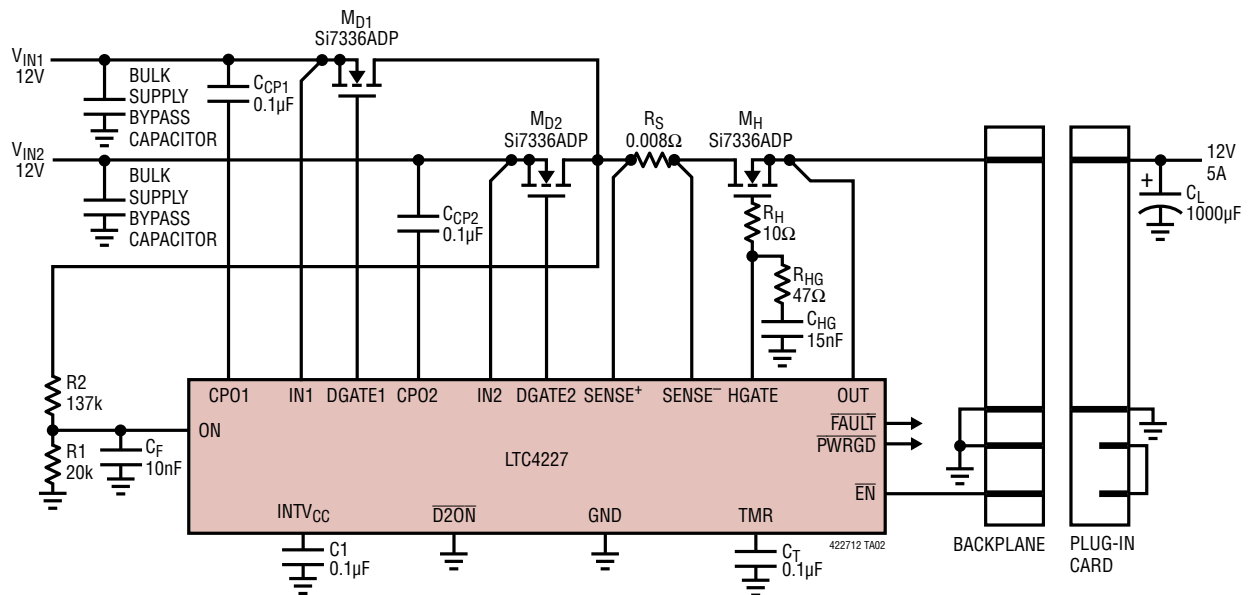 MD1
Si7336ADP
VIN1
12V
BULK
SUPPLY
BYPASS
CAPACITOR
CCP1
0.1µF
MD2
Si7336ADP
RS
0.008Ω
MH
Si7336ADP
VIN2
12V
BULK
SUPPLY
BYPASS
CAPACITOR
CCP2
0.1µF
RH
10Ω
RHG
47Ω
CHG
15nF
12V
5A
+
CL
1000µF
R2
137k
R1
20k
CF
10nF
CPO1 IN1 DGATE1 CPO2 IN2 DGATE2 SENSE+ SENSE– HGATE OUT
ON
FAULT
PWRGD
LTC4227
EN
INTVCC D2ON GND TMR
422712 TA02
C1
0.1µF
CT
0.1µF
BACKPLANE
PLUG-IN
CARD